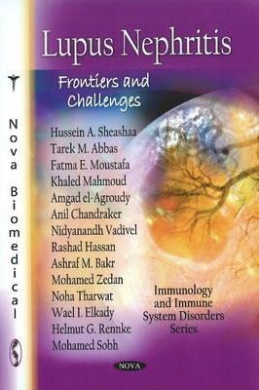 Lupus Nephritis
Frontiers and
Challenges
Hussein A. Sheashaa
Tarek M. Abbas
Fatma E. Moustafa
Khaled Mahmoud
Amgad el-Agroudy
Anil Chandraker
Nidyanandh Vadivel
Rashad Hassan
Ashraf M. Bakr
Mohamed Zedan
Noha Tharwat
Wael I. Elkady
Helmut G. Rennke
Mohamed Sobh
Immunology
and Immune
System Disorders
Series
Nova Biomedical
NOVA